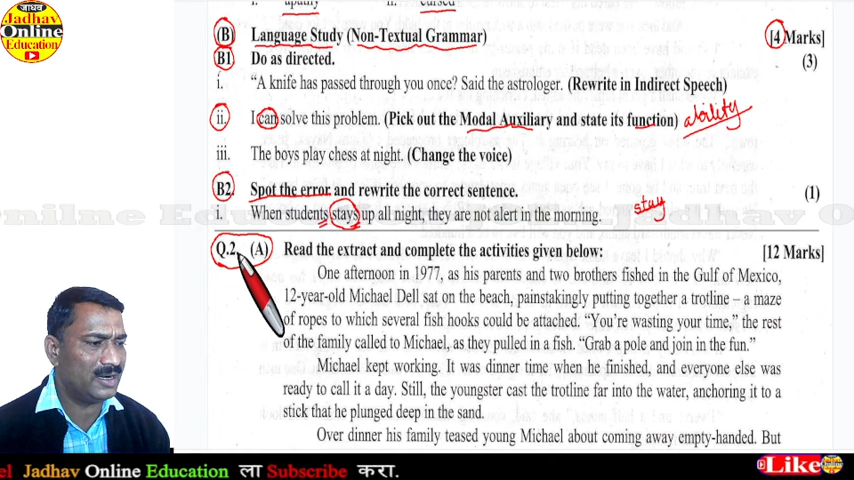 जाधव
Jadhav
Online
Education
i. apathy ii. cursed
(B) Language Study (Non-Textual Grammar) [4 Marks]
B1 Do as directed. (3)
i. “A knife has passed through you once? Said the astrologer. (Rewrite in Indirect Speech)
ii. I can solve this problem. (Pick out the Modal Auxiliary and state its function) ability
iii. The boys play chess at night. (Change the voice)
B2 Spot the error and rewrite the correct sentence. (1)
i. When students stays up all night, they are not alert in the morning. stay
Q.2 (A) Read the extract and complete the activities given below: [12 Marks]
One afternoon in 1977, as his parents and two brothers fished in the Gulf of Mexico,
12-year-old Michael Dell sat on the beach, painstakingly putting together a trotline – a maze
of ropes to which several fish hooks could be attached. “You’re wasting your time,” the rest
of the family called to Michael, as they pulled in a fish. “Grab a pole and join in the fun.”
Michael kept working. It was dinner time when he finished, and everyone else was
ready to call it a day. Still, the youngster cast the trotline far into the water, anchoring it to a
stick that he plunged deep in the sand.
Over dinner his family teased young Michael about coming away empty-handed. But
Jadhav Online Education ला Subscribe करा.
Like